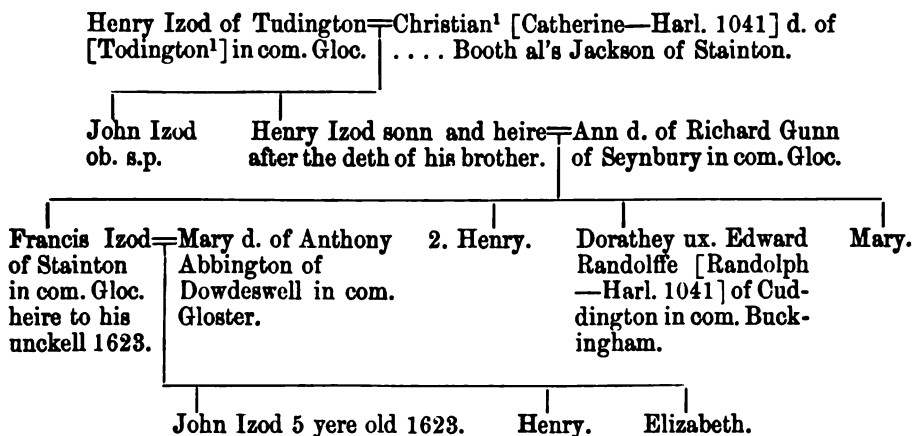 Henry Izod of Tudington=Christian¹ [Catherine—Harl. 1041] d. of
[Todington¹] in com. Gloc. .... Booth al's Jackson of Stainton.
John Izod
ob. s.p.
Henry Izod sonn and heire=Ann d. of Richard Gunn
after the deth of his brother. of Seynbury in com. Gloc.
Francis Izod=Mary d. of Anthony
of Stainton Abbington of
in com. Gloc. Dowdeswell in com.
heire to his Gloster.
unckell 1623.
2. Henry.
Dorathey ux. Edward
Randolffe [Randolph
—Harl. 1041] of Cud-
dington in com. Buck-
ingham.
Mary.
John Izod 5 yere old 1623. Henry. Elizabeth.